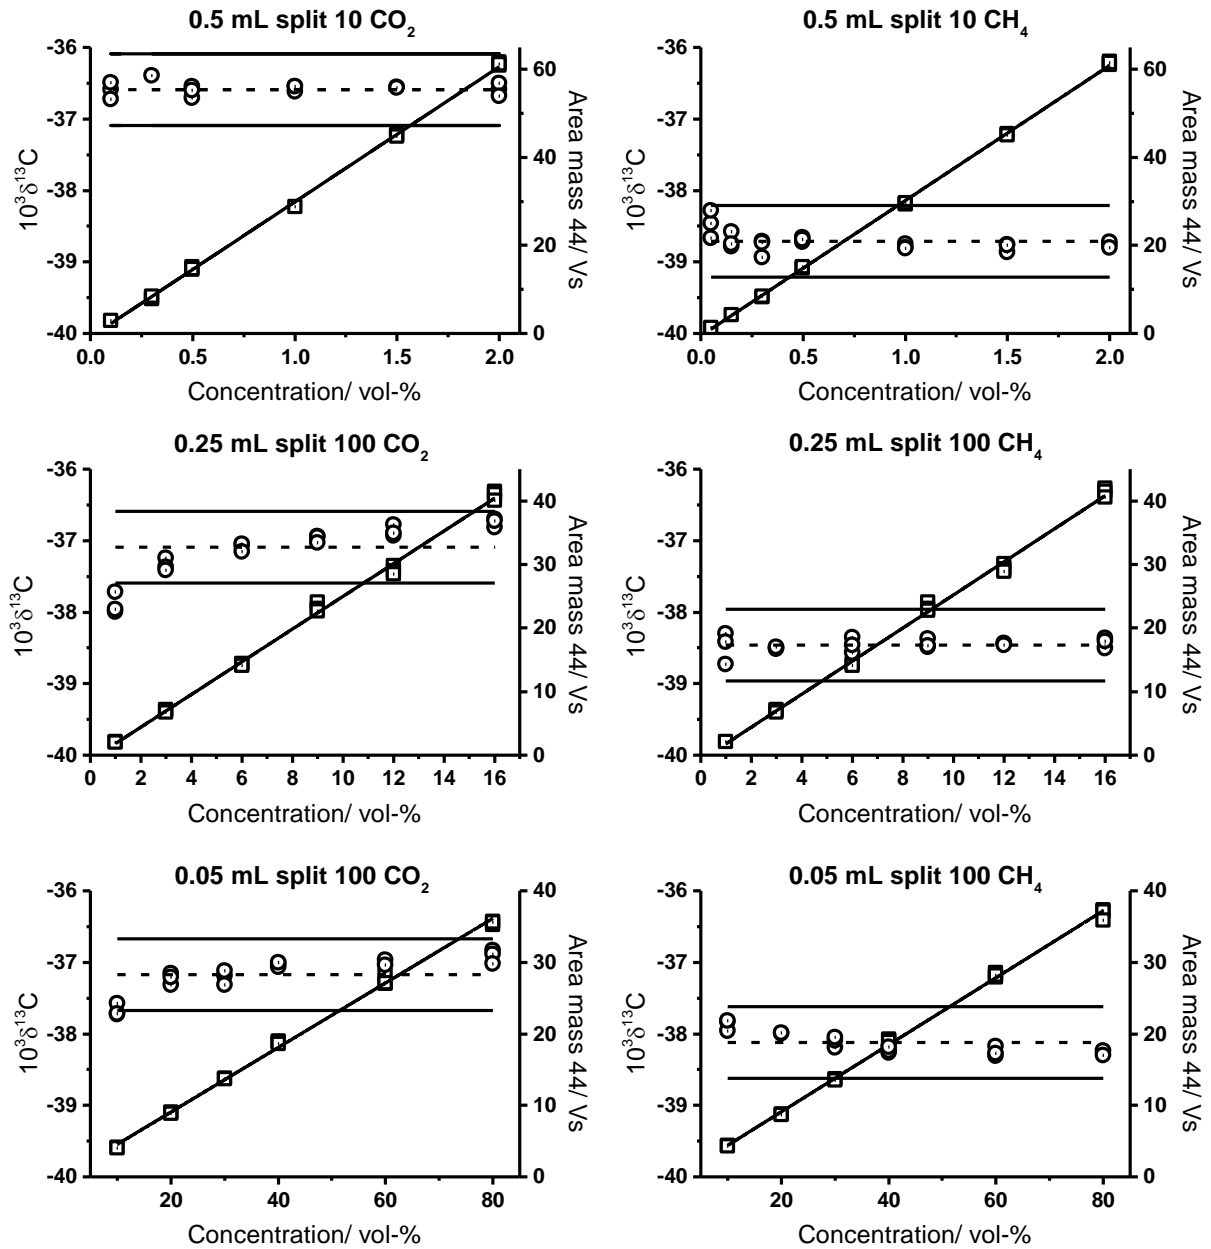 0.5 mL split 10 CO₂
-36
-37
-38
-39
-40
10³δ¹³C
60
40
20
0
Area mass 44/ Vs
0.0 0.5 1.0 1.5 2.0
Concentration/ vol-%
0.5 mL split 10 CH₄
-36
-37
-38
-39
-40
10³δ¹³C
60
40
20
0
Area mass 44/ Vs
0.0 0.5 1.0 1.5 2.0
Concentration/ vol-%
0.25 mL split 100 CO₂
-36
-37
-38
-39
-40
10³δ¹³C
40
30
20
10
0
Area mass 44/ Vs
0 2 4 6 8 10 12 14 16
Concentration/ vol-%
0.25 mL split 100 CH₄
-36
-37
-38
-39
-40
10³δ¹³C
40
30
20
10
0
Area mass 44/ Vs
0 2 4 6 8 10 12 14 16
Concentration/ vol-%
0.05 mL split 100 CO₂
-36
-37
-38
-39
-40
10³δ¹³C
40
30
20
10
0
Area mass 44/ Vs
20 40 60 80
Concentration/ vol-%
0.05 mL split 100 CH₄
-36
-37
-38
-39
-40
10³δ¹³C
40
30
20
10
0
Area mass 44/ Vs
20 40 60 80
Concentration/ vol-%